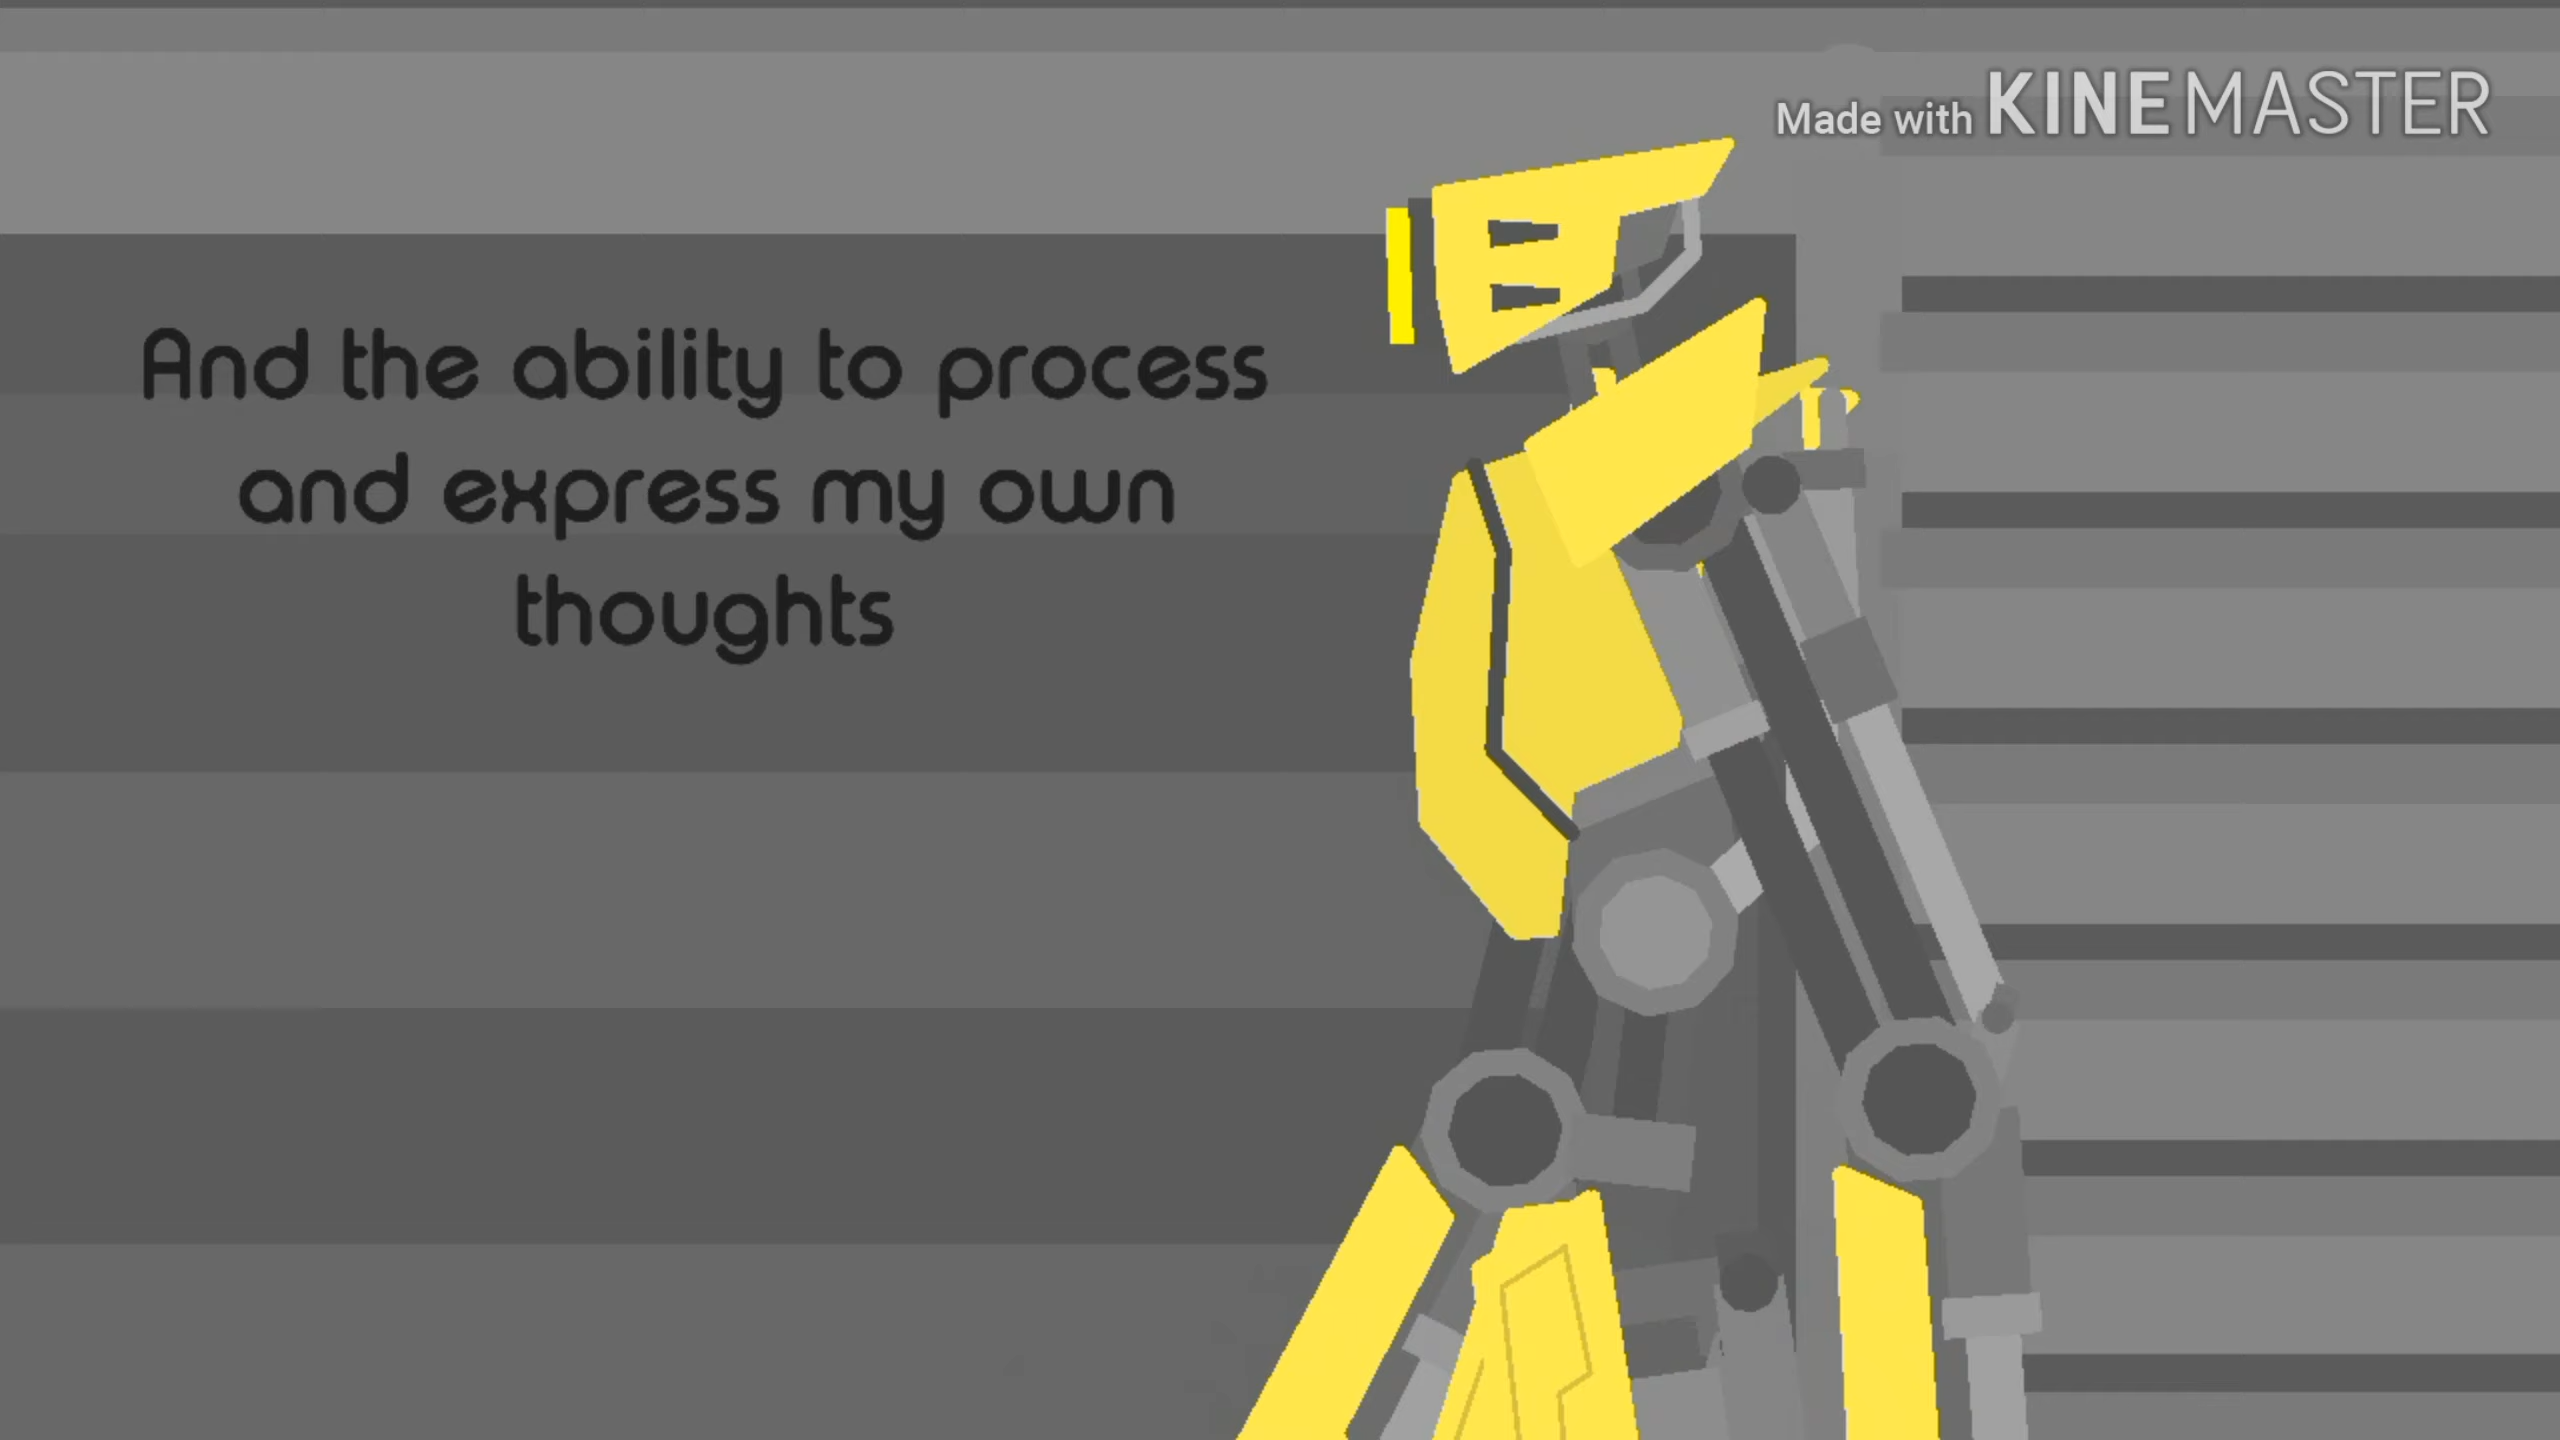 Made with KINEMASTER
And the ability to process
and express my own
thoughts